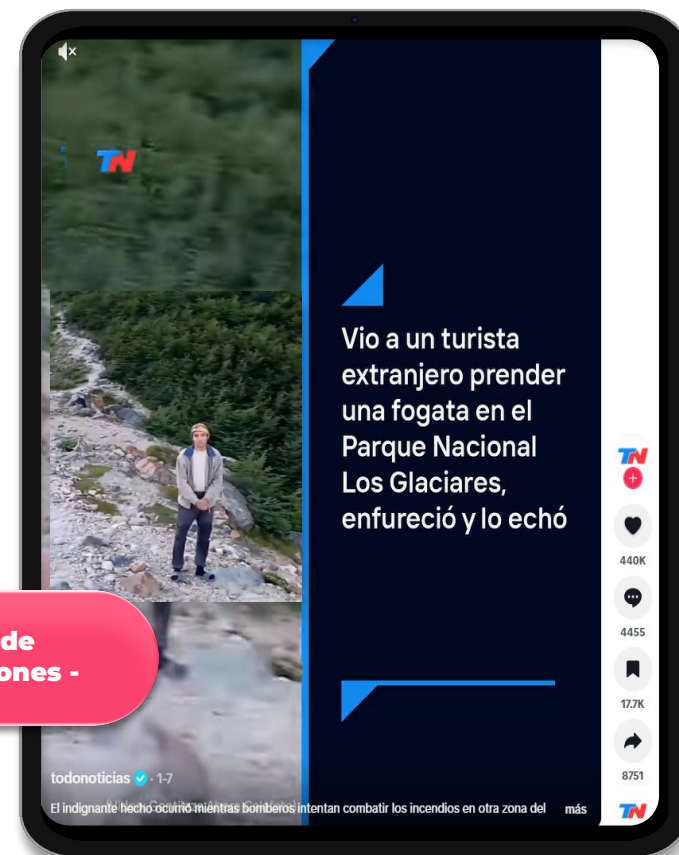 TN
Vio a un turista
extranjero prender
una fogata en el
Parque Nacional
Los Glaciares,
enfureció y lo echó
TN
440K
4455
17.7K
8751
de
ones -
todonoticias · 1-7
El indignante hecho ocurrió mientras bomberos intentan combatir los incendios en otra zona del más
TN